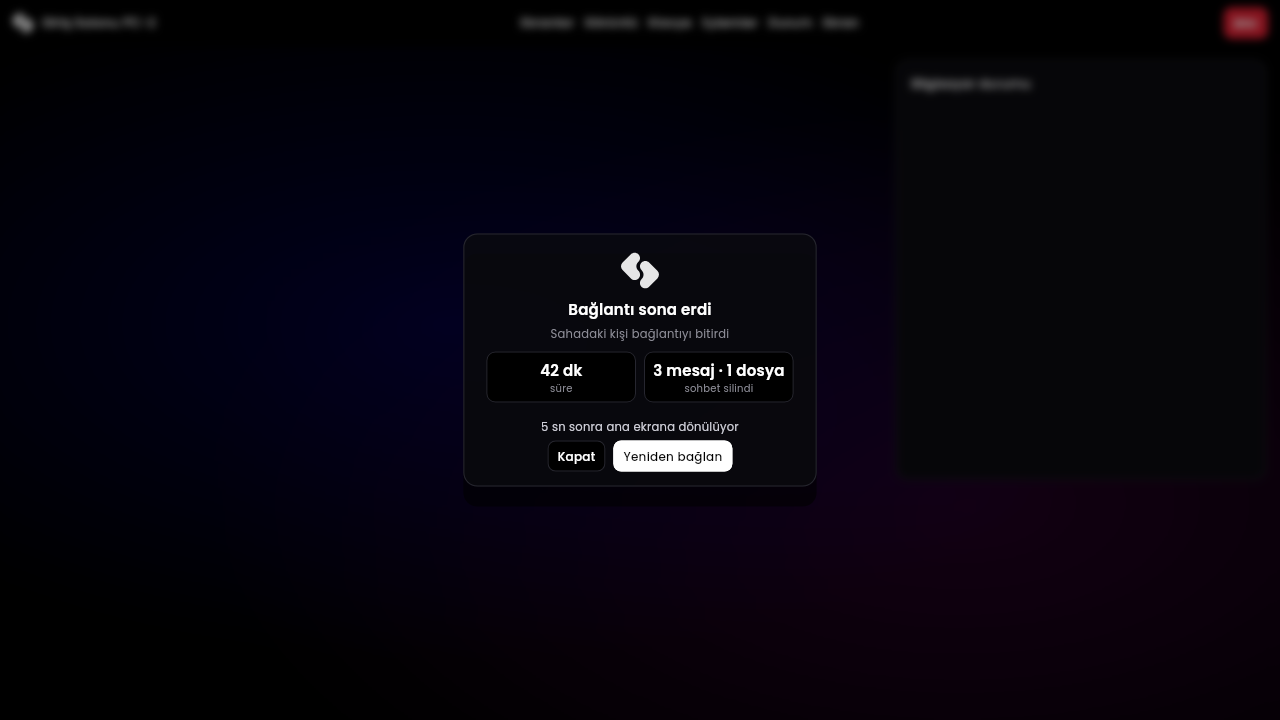 Bağlantı sona erdi
Sahadaki kişi bağlantıyı bitirdi
42 dk
süre
3 mesaj · 1 dosya
sohbet silindi
5 sn sonra ana ekrana dönülüyor
Kapat
Yeniden bağlan